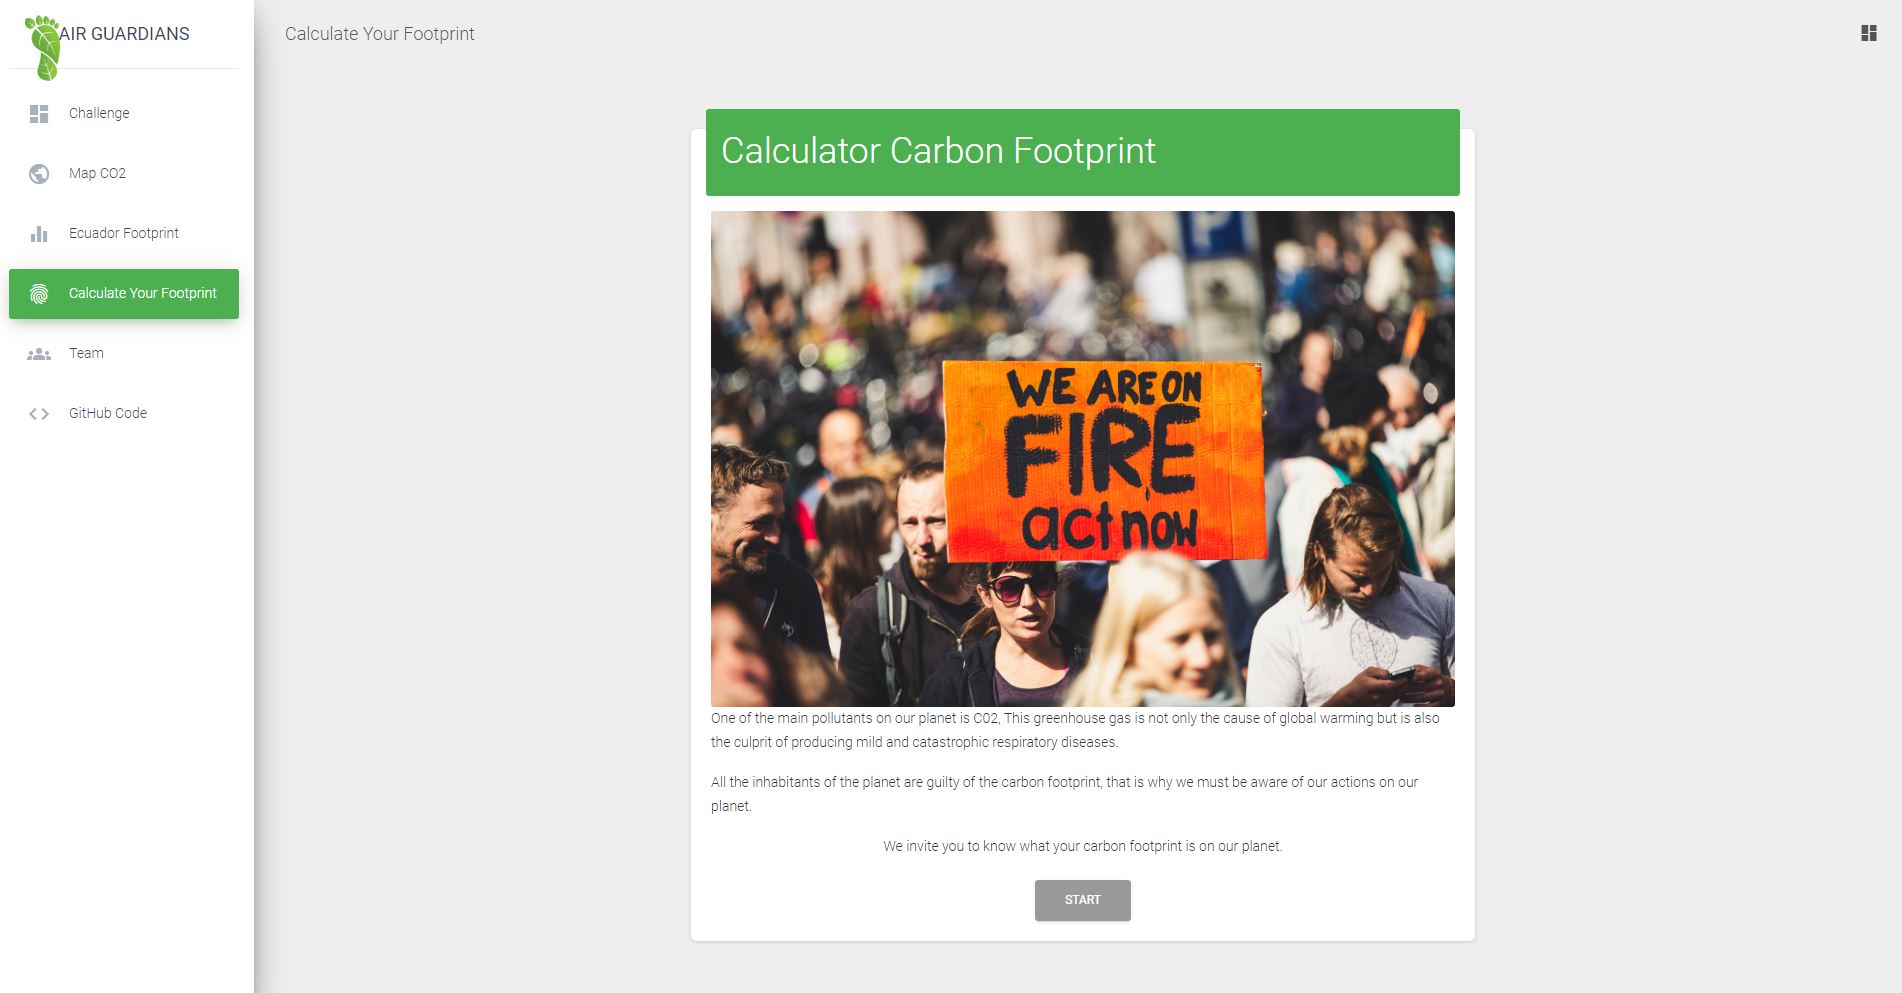 AIR GUARDIANS
Challenge
Map CO2
Ecuador Footprint
Calculate Your Footprint
Team
GitHub Code
Calculate Your Footprint
Calculator Carbon Footprint
P
WE ARE ON
FIRE
act now
One of the main pollutants on our planet is C02, This greenhouse gas is not only the cause of global warming but is also
the culprit of producing mild and catastrophic respiratory diseases.
All the inhabitants of the planet are guilty of the carbon footprint, that is why we must be aware of our actions on our
planet.
We invite you to know what your carbon footprint is on our planet.
START